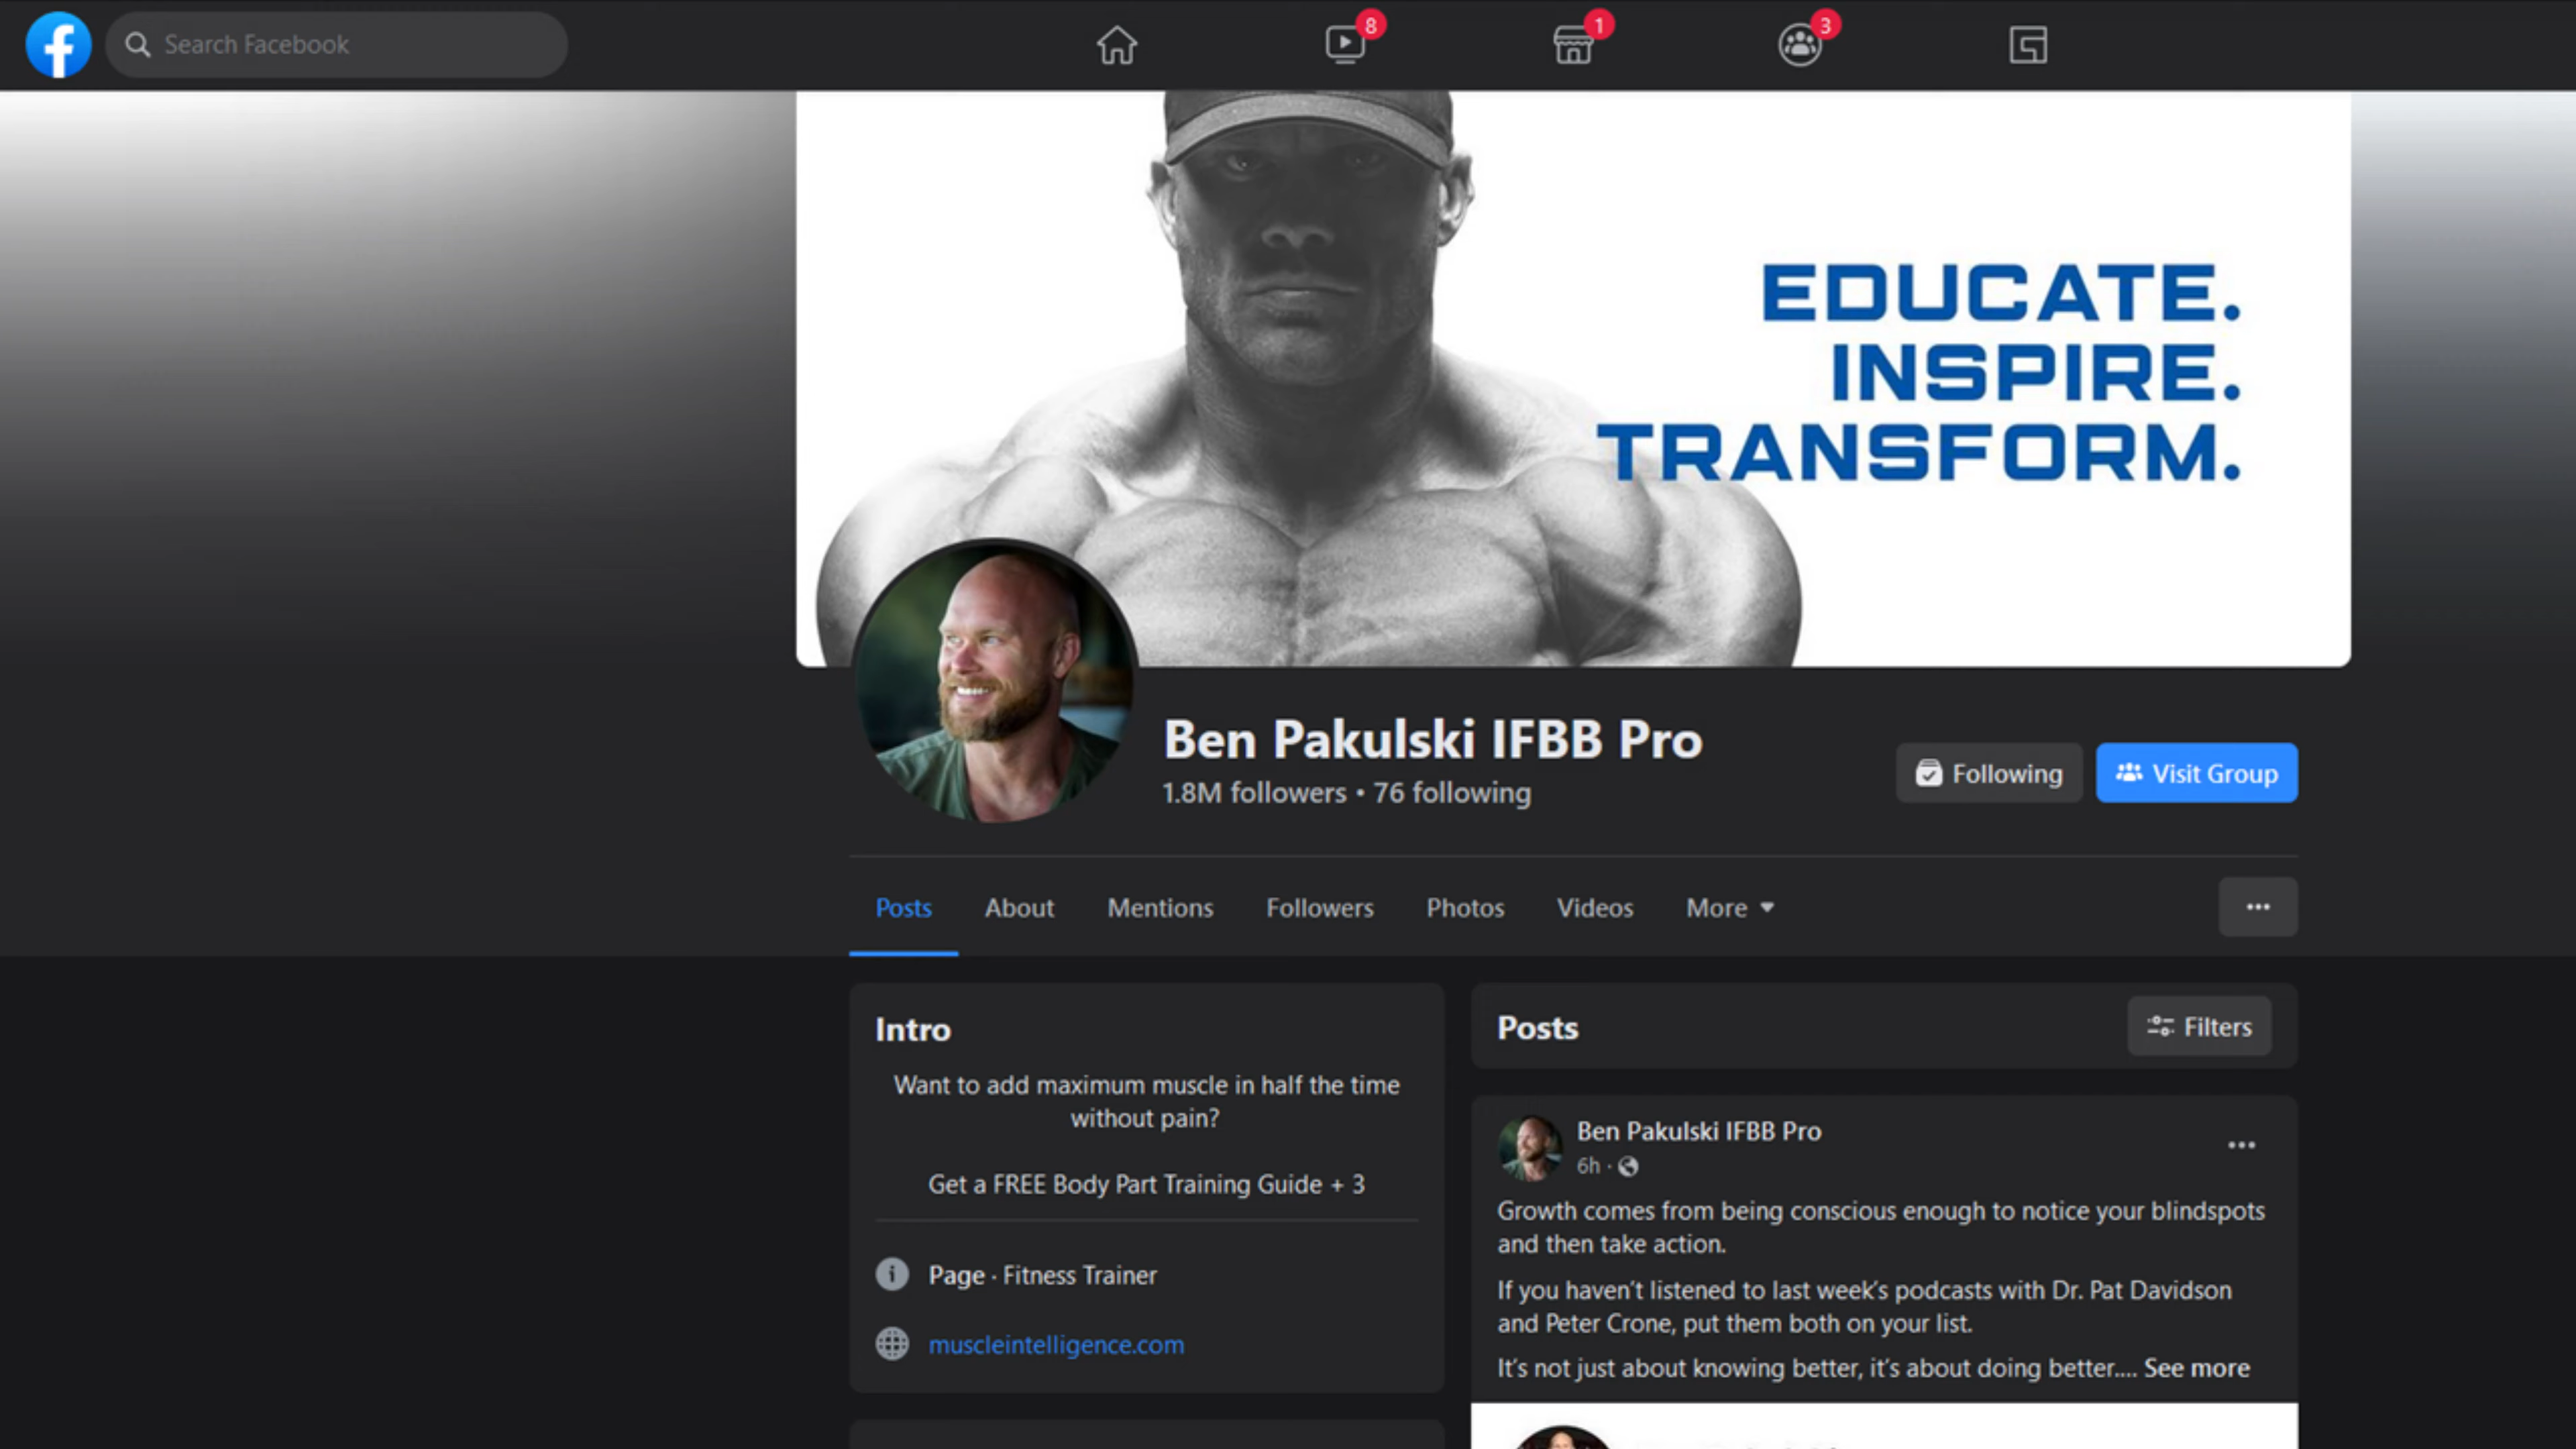 Search Facebook
8
1
3
EDUCATE.
INSPIRE.
TRANSFORM.
Ben Pakulski IFBB Pro
1.8M followers • 76 following
Following
Visit Group
Posts
About
Mentions
Followers
Photos
Videos
More
Intro
Want to add maximum muscle in half the time
without pain?
Get a FREE Body Part Training Guide + 3
Page · Fitness Trainer
muscleintelligence.com
Posts
Filters
Ben Pakulski IFBB Pro
6h ·
Growth comes from being conscious enough to notice your blindspots
and then take action.
If you haven’t listened to last week’s podcasts with Dr. Pat Davidson
and Peter Crone, put them both on your list.
It’s not just about knowing better, it’s about doing better.... See more